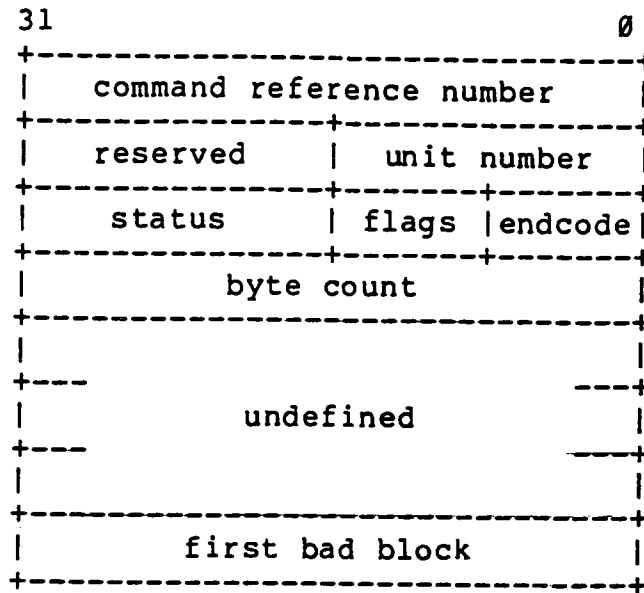 31 0
command reference number
reserved | unit number
status | flags |endcode|
byte count
undefined
first bad block